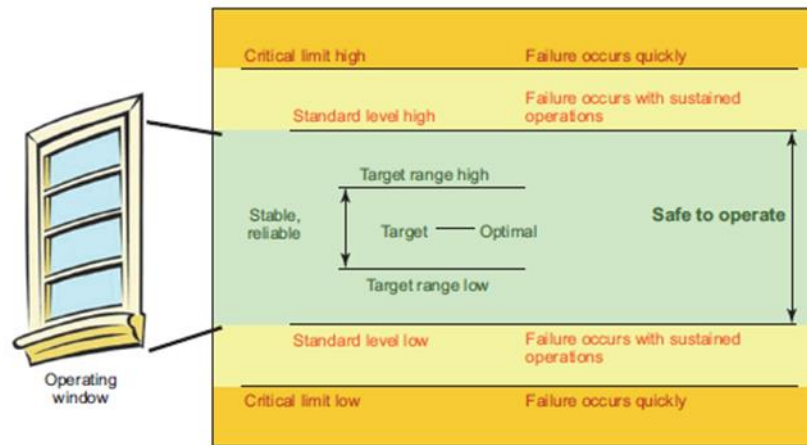 Critical limit high Failure occurs quickly
Standard level high Failure occurs with sustained
operations
Target range high
Stable,
reliable
Target Optimal
Safe to operate
Target range low
Standard level low Failure occurs with sustained
operations
Operating
window
Critical limit low Failure occurs quickly